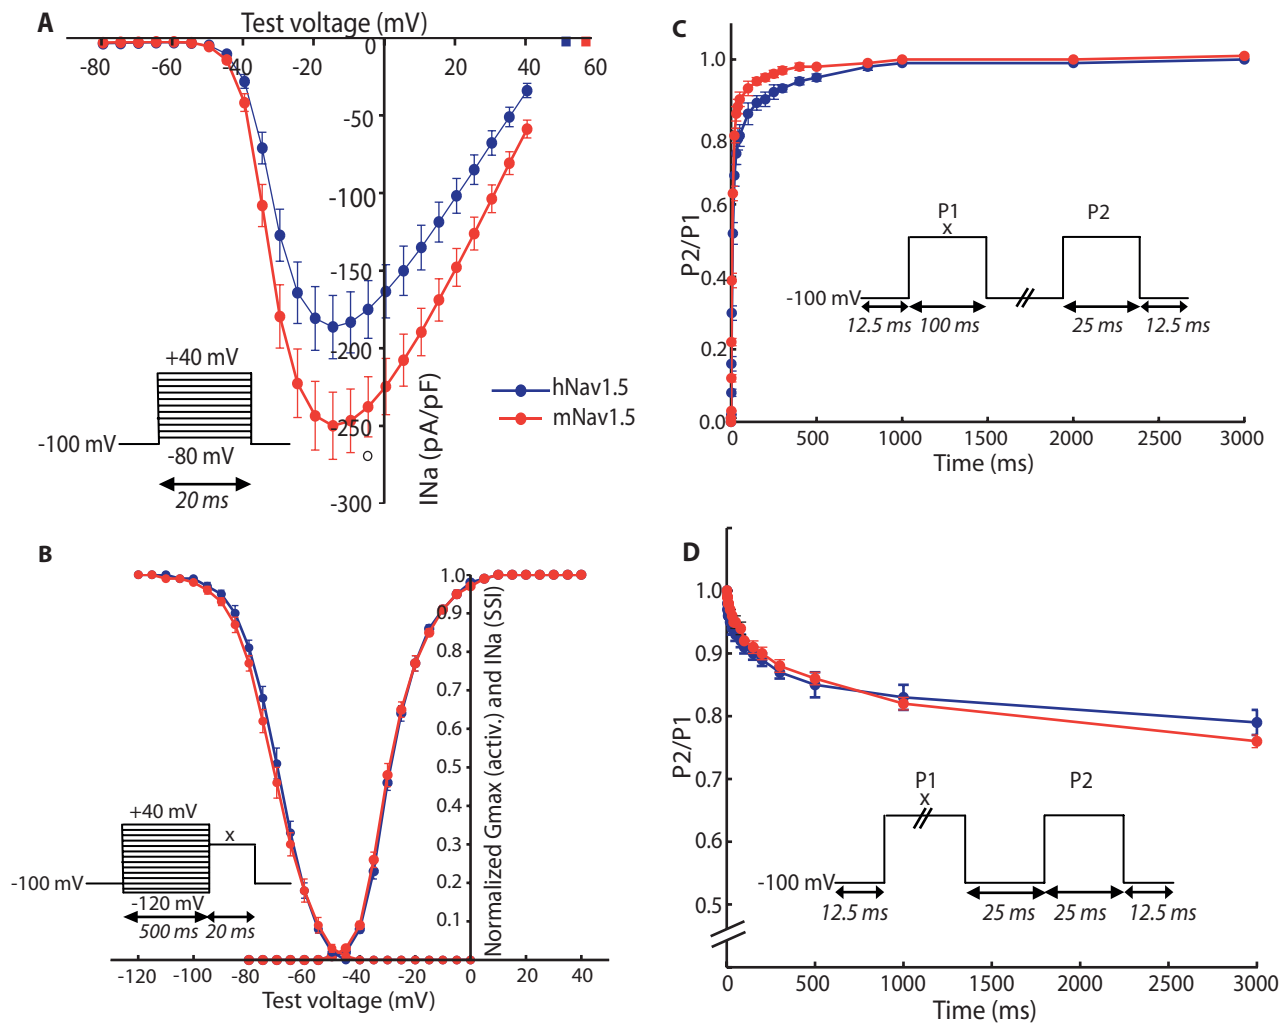 A
Test voltage (mV)
-80 -60 -40 -20 0 20 40 60
-50
-100
-150
-200
-250
-300
INa (pA/pF)
hNav1.5
mNav1.5
+40 mV
-100 mV
-80 mV
20 ms
B
1.0
0.9
0.8
0.7
0.6
0.5
0.4
0.3
0.2
0.1
0
Normalized Gmax (activ.) and INa (SSI)
+40 mV
x
-100 mV
-120 mV
500 ms 20 ms
-120 -100 -80 -60 -40 -20 0 20 40
Test voltage (mV)
C
1.0
0.8
0.6
0.4
0.2
0.0
P2/P1
P1 P2
x
-100 mV
12.5 ms 100 ms 25 ms 12.5 ms
0 500 1000 1500 2000 2500 3000
Time (ms)
D
1.0
0.9
0.8
0.7
0.6
0.5
P2/P1
P1 P2
x
-100 mV
12.5 ms 25 ms 25 ms 12.5 ms
0 500 1000 1500 2000 2500 3000
Time (ms)